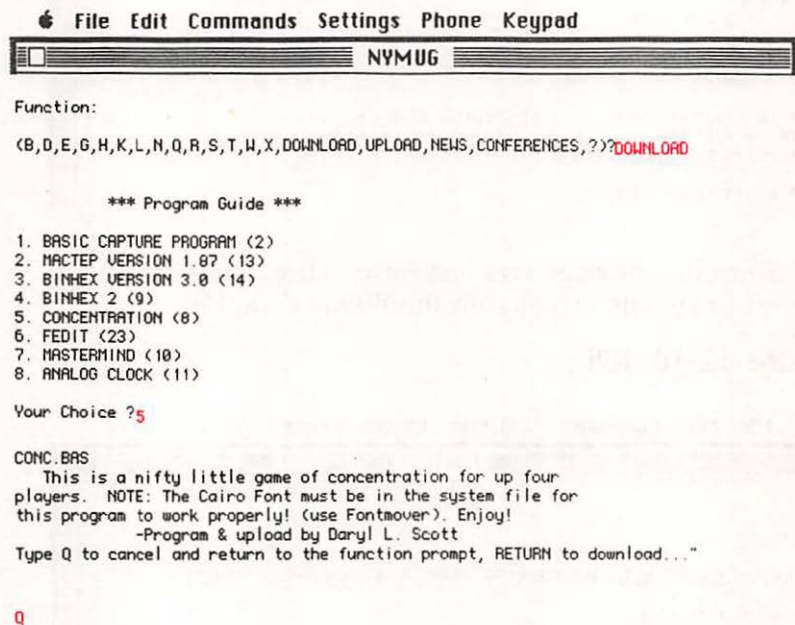 File Edit Commands Settings Phone Keypad
NYMUG
Function:
(B,D,E,G,H,K,L,N,Q,R,S,T,W,X,DOWNLOAD,UPLOAD,NEWS,CONFERENCES,?)?DOWNLOAD
*** Program Guide ***
1. BASIC CAPTURE PROGRAM (2)
2. MACTEP VERSION 1.87 (13)
3. BINHEX VERSION 3.0 (14)
4. BINHEX 2 (9)
5. CONCENTRATION (8)
6. FEDIT (23)
7. MASTERMIND (10)
8. ANALOG CLOCK (11)
Your Choice ?5
CONC.BAS
This is a nifty little game of concentration for up four
players. NOTE: The Cairo Font must be in the system file for
this program to work properly! (use Fontmover). Enjoy!
-Program & upload by Daryl L. Scott
Type Q to cancel and return to the function prompt, RETURN to download..."
Q